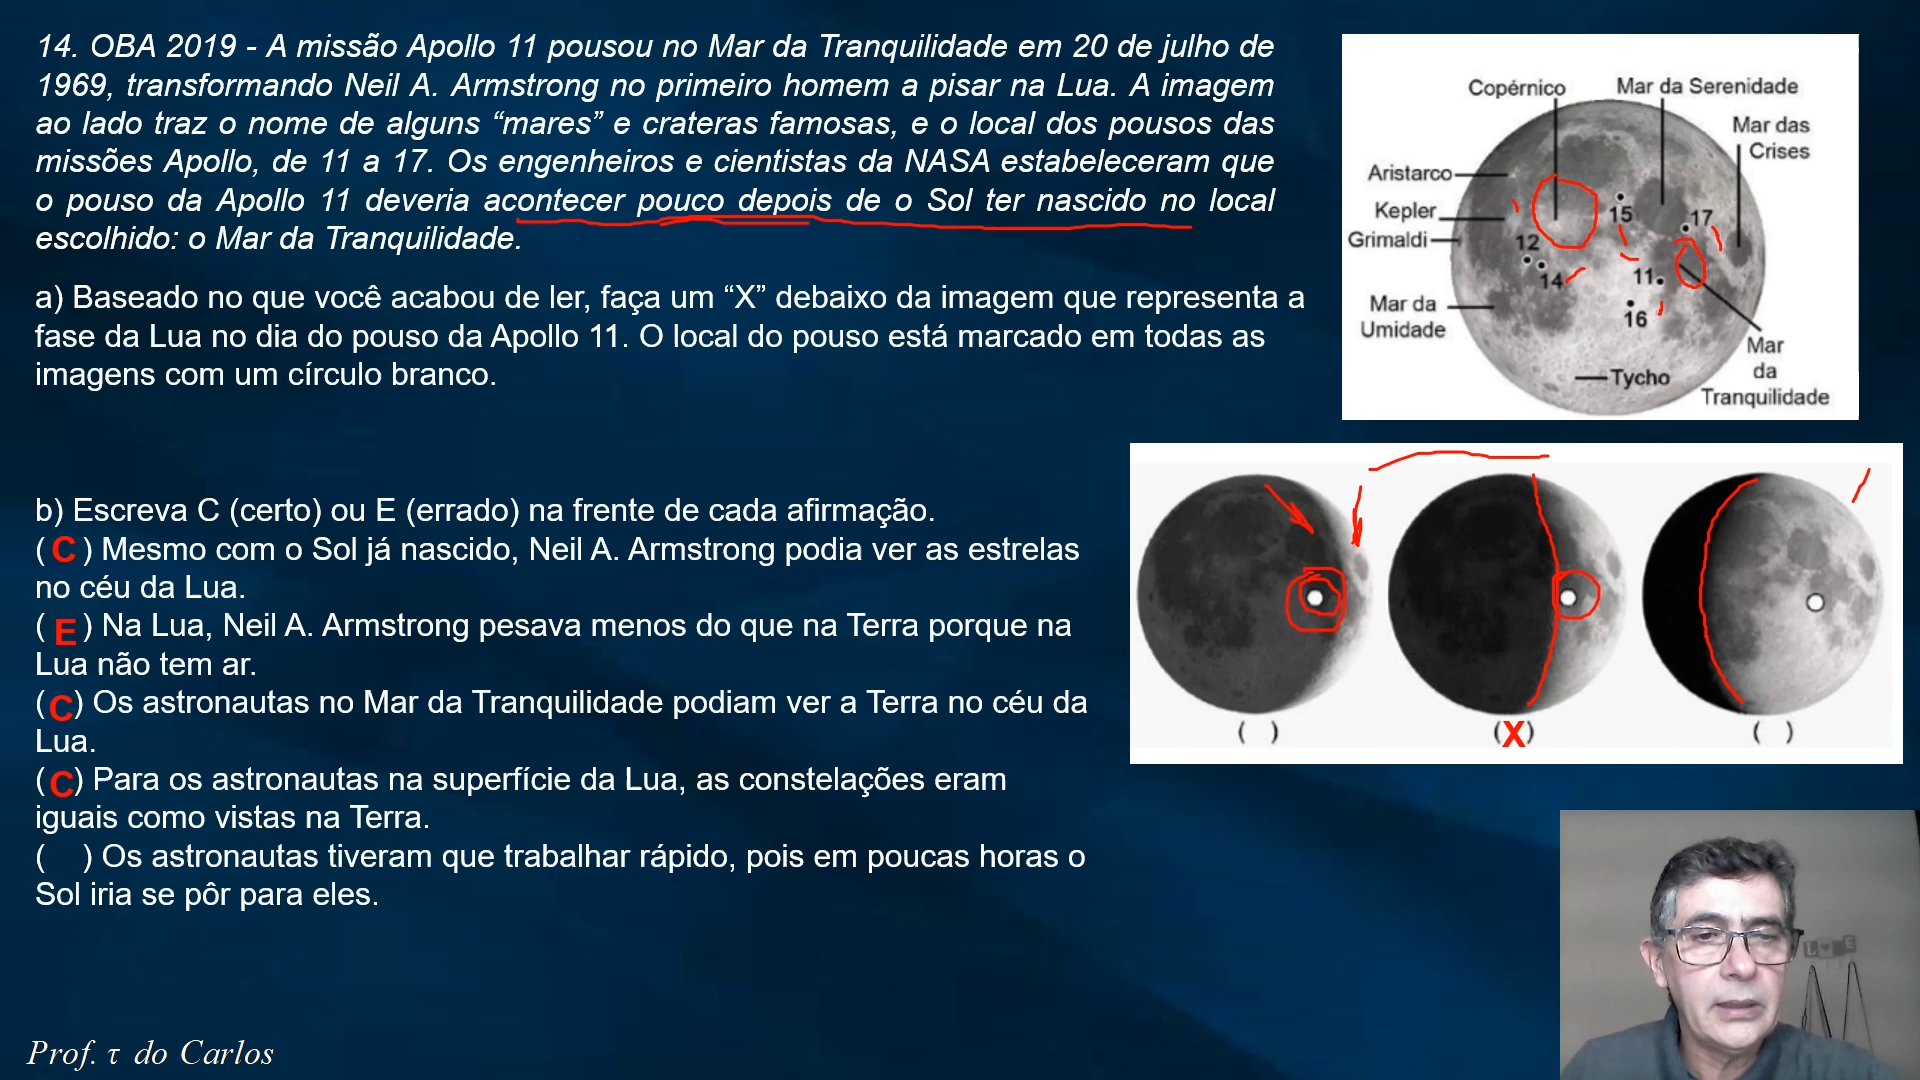 14. OBA 2019 - A missão Apollo 11 pousou no Mar da Tranquilidade em 20 de julho de
1969, transformando Neil A. Armstrong no primeiro homem a pisar na Lua. A imagem
ao lado traz o nome de alguns “mares” e crateras famosas, e o local dos pousos das
missões Apollo, de 11 a 17. Os engenheiros e cientistas da NASA estabeleceram que
o pouso da Apollo 11 deveria acontecer pouco depois de o Sol ter nascido no local
escolhido: o Mar da Tranquilidade.
a) Baseado no que você acabou de ler, faça um “X” debaixo da imagem que representa a
fase da Lua no dia do pouso da Apollo 11. O local do pouso está marcado em todas as
imagens com um círculo branco.
b) Escreva C (certo) ou E (errado) na frente de cada afirmação.
( C ) Mesmo com o Sol já nascido, Neil A. Armstrong podia ver as estrelas
no céu da Lua.
( E ) Na Lua, Neil A. Armstrong pesava menos do que na Terra porque na
Lua não tem ar.
( C ) Os astronautas no Mar da Tranquilidade podiam ver a Terra no céu da
Lua.
( C ) Para os astronautas na superfície da Lua, as constelações eram
iguais como vistas na Terra.
( ) Os astronautas tiveram que trabalhar rápido, pois em poucas horas o
Sol iria se pôr para eles.
Copérnico
Mar da Serenidade
Mar das
Crises
Aristarco
Kepler
Grimaldi
15
17
12
14
11
16
Mar da
Umidade
Tycho
Mar
da
Tranquilidade
( ) (X) ( )
LOVE
Prof. τ do Carlos